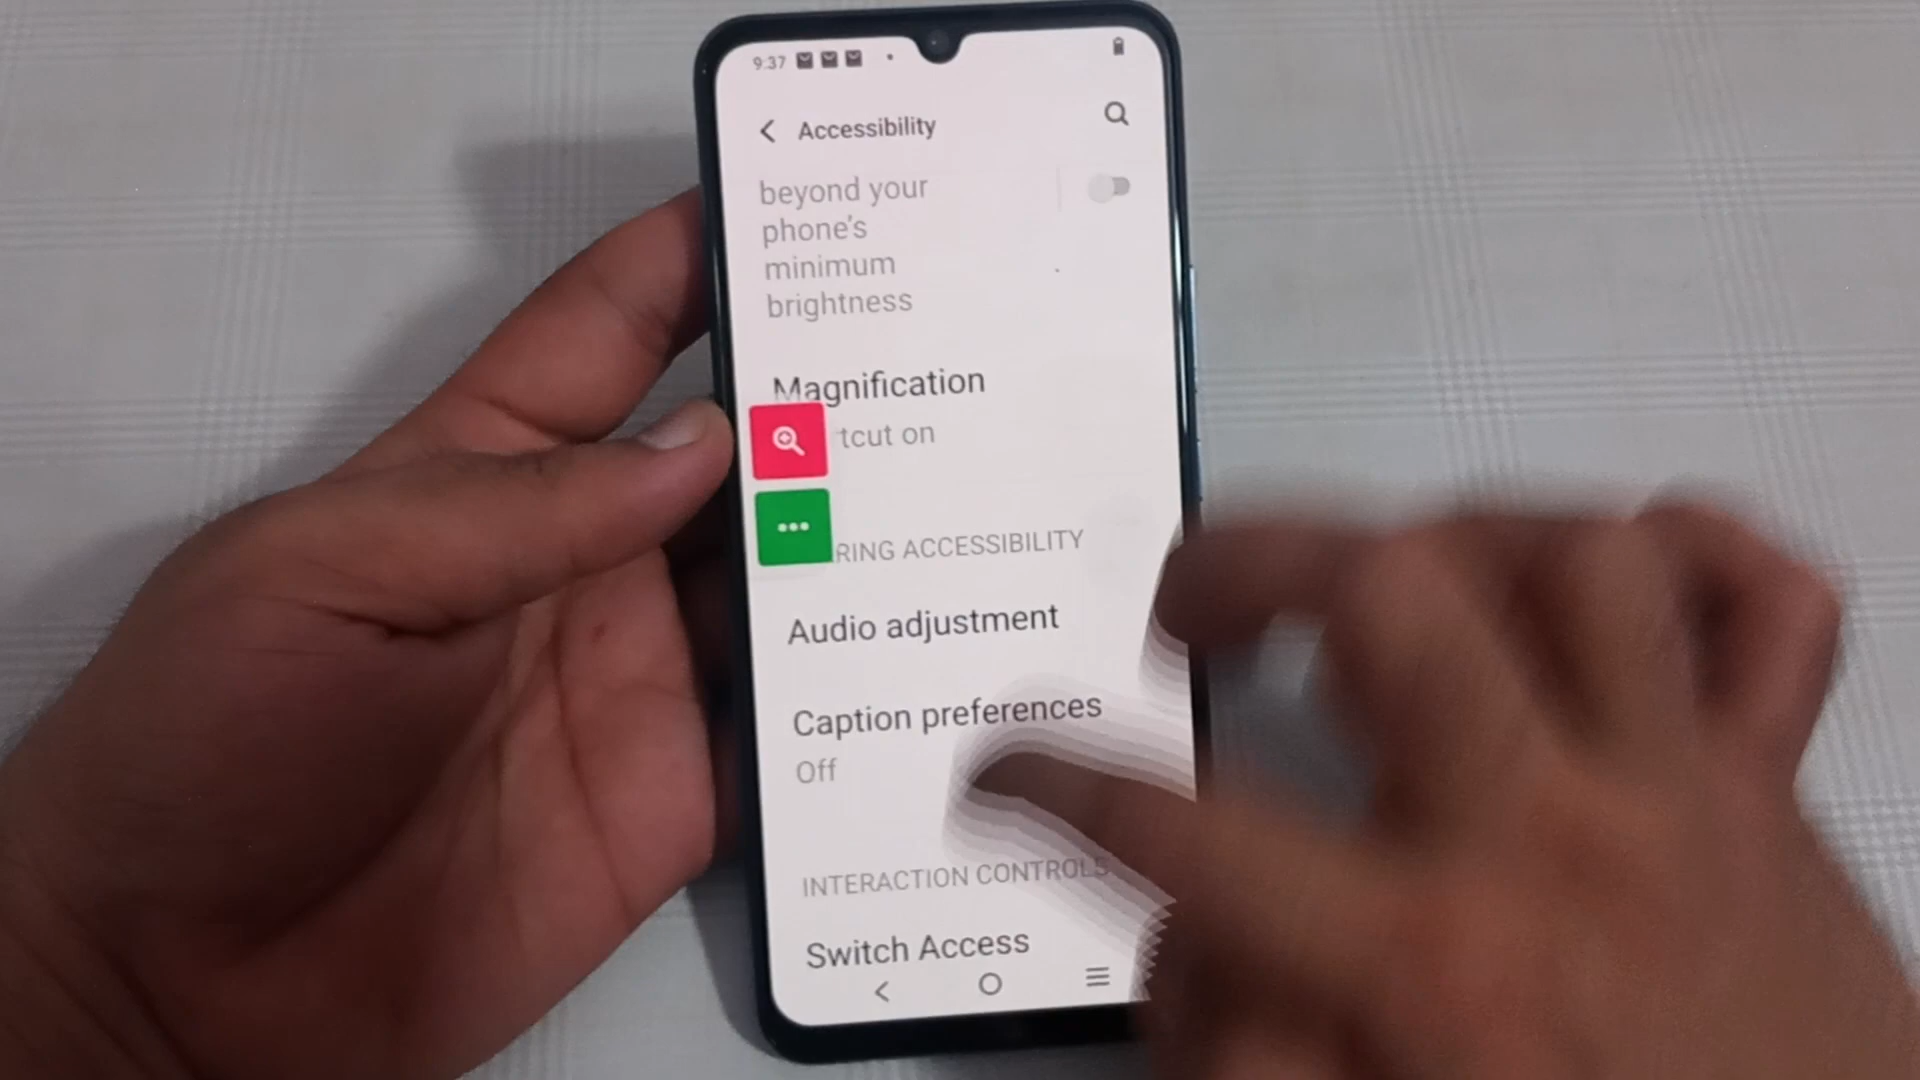 9:37
Accessibility
beyond your
phone's
minimum
brightness
Magnification
tcut on
RING ACCESSIBILITY
Audio adjustment
Caption preferences
Off
INTERACTION CONTROLS
Switch Access